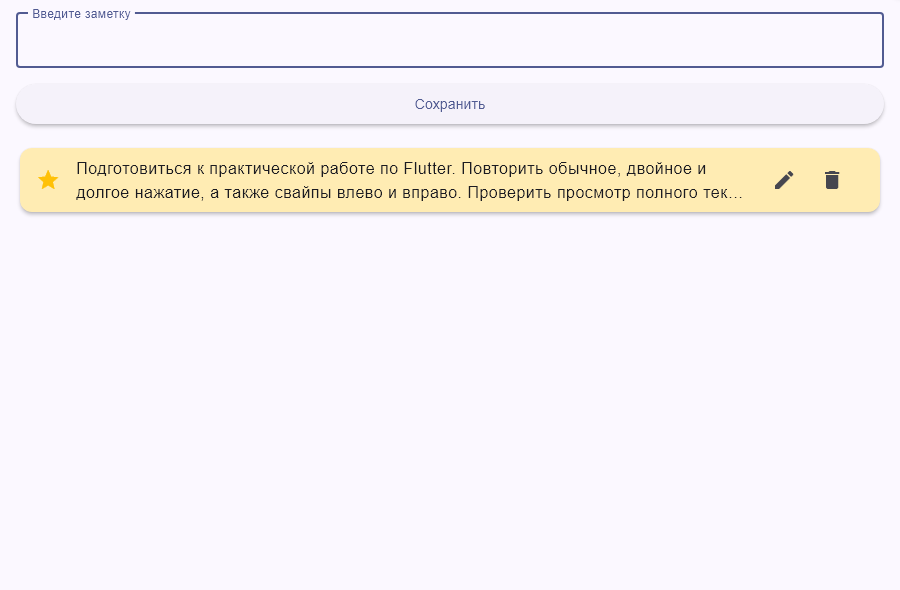 Введите заметку
Сохранить
Подготовиться к практической работе по Flutter. Повторить обычное, двойное и
долгое нажатие, а также свайпы влево и вправо. Проверить просмотр полного тек...